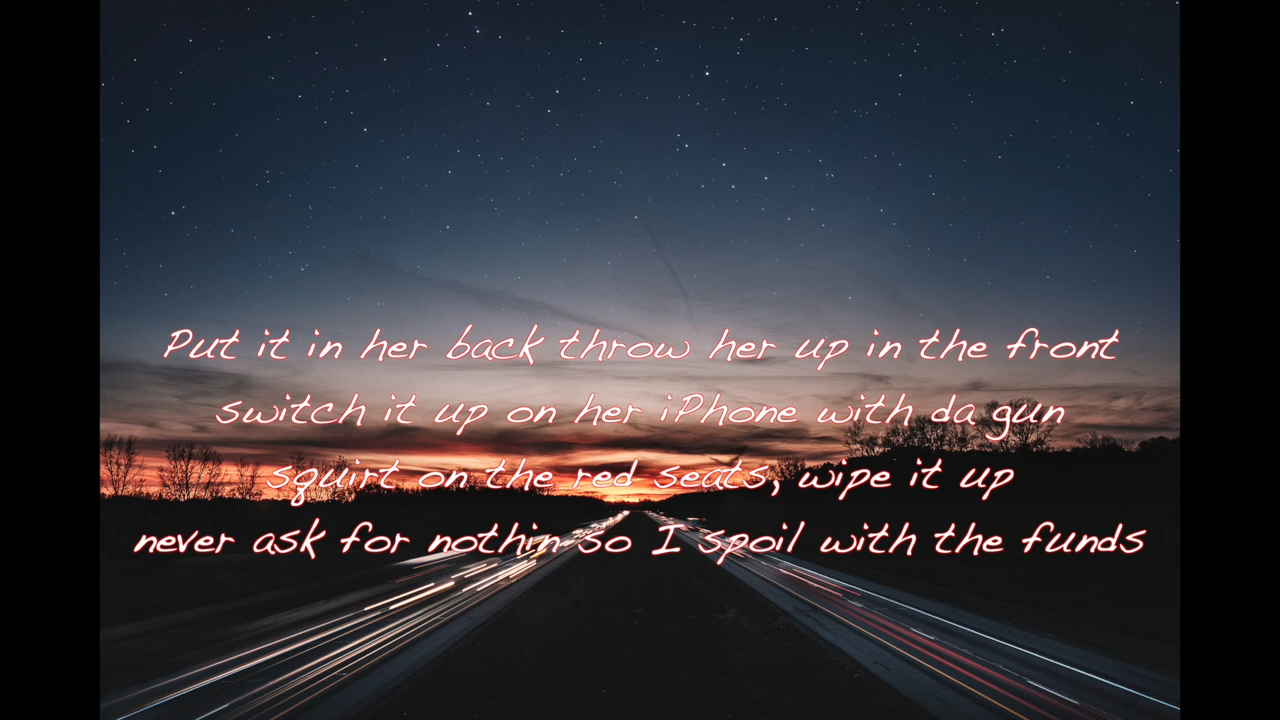 Put it in her back throw her up in the front
switch it up on her iPhone with da gun
squirt on the red seats, wipe it up
never ask for nothin so I spoil with the funds